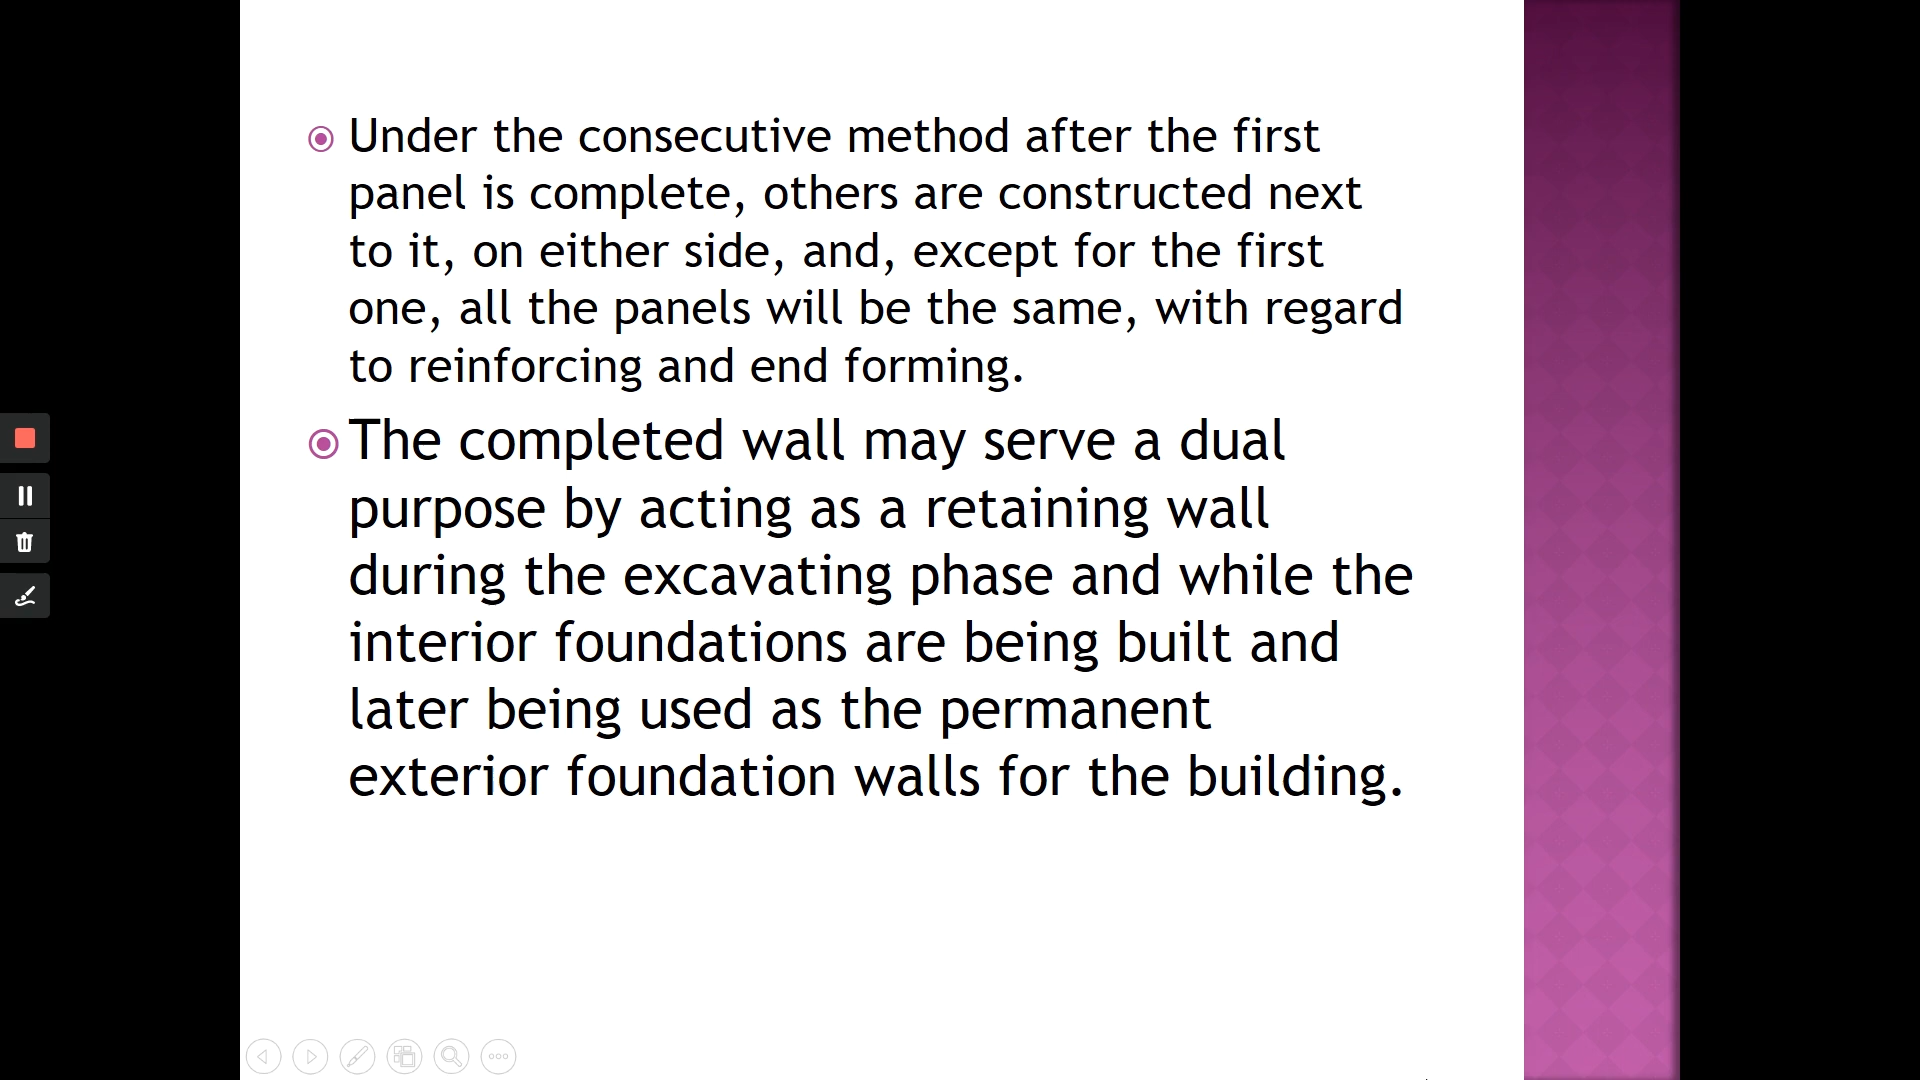 Under the consecutive method after the first
panel is complete, others are constructed next
to it, on either side, and, except for the first
one, all the panels will be the same, with regard
to reinforcing and end forming.
The completed wall may serve a dual
purpose by acting as a retaining wall
during the excavating phase and while the
interior foundations are being built and
later being used as the permanent
exterior foundation walls for the building.